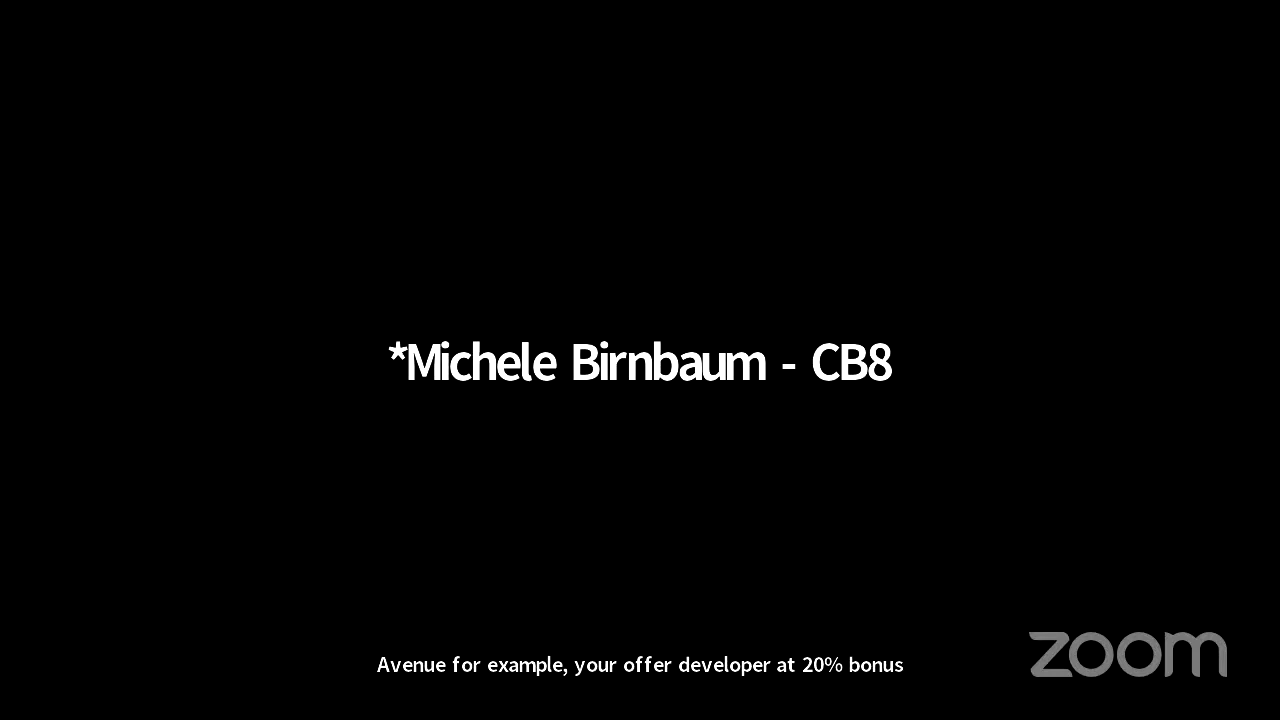 *Michele Birnbaum - CB8
Avenue for example, your offer developer at 20% bonus
zoom